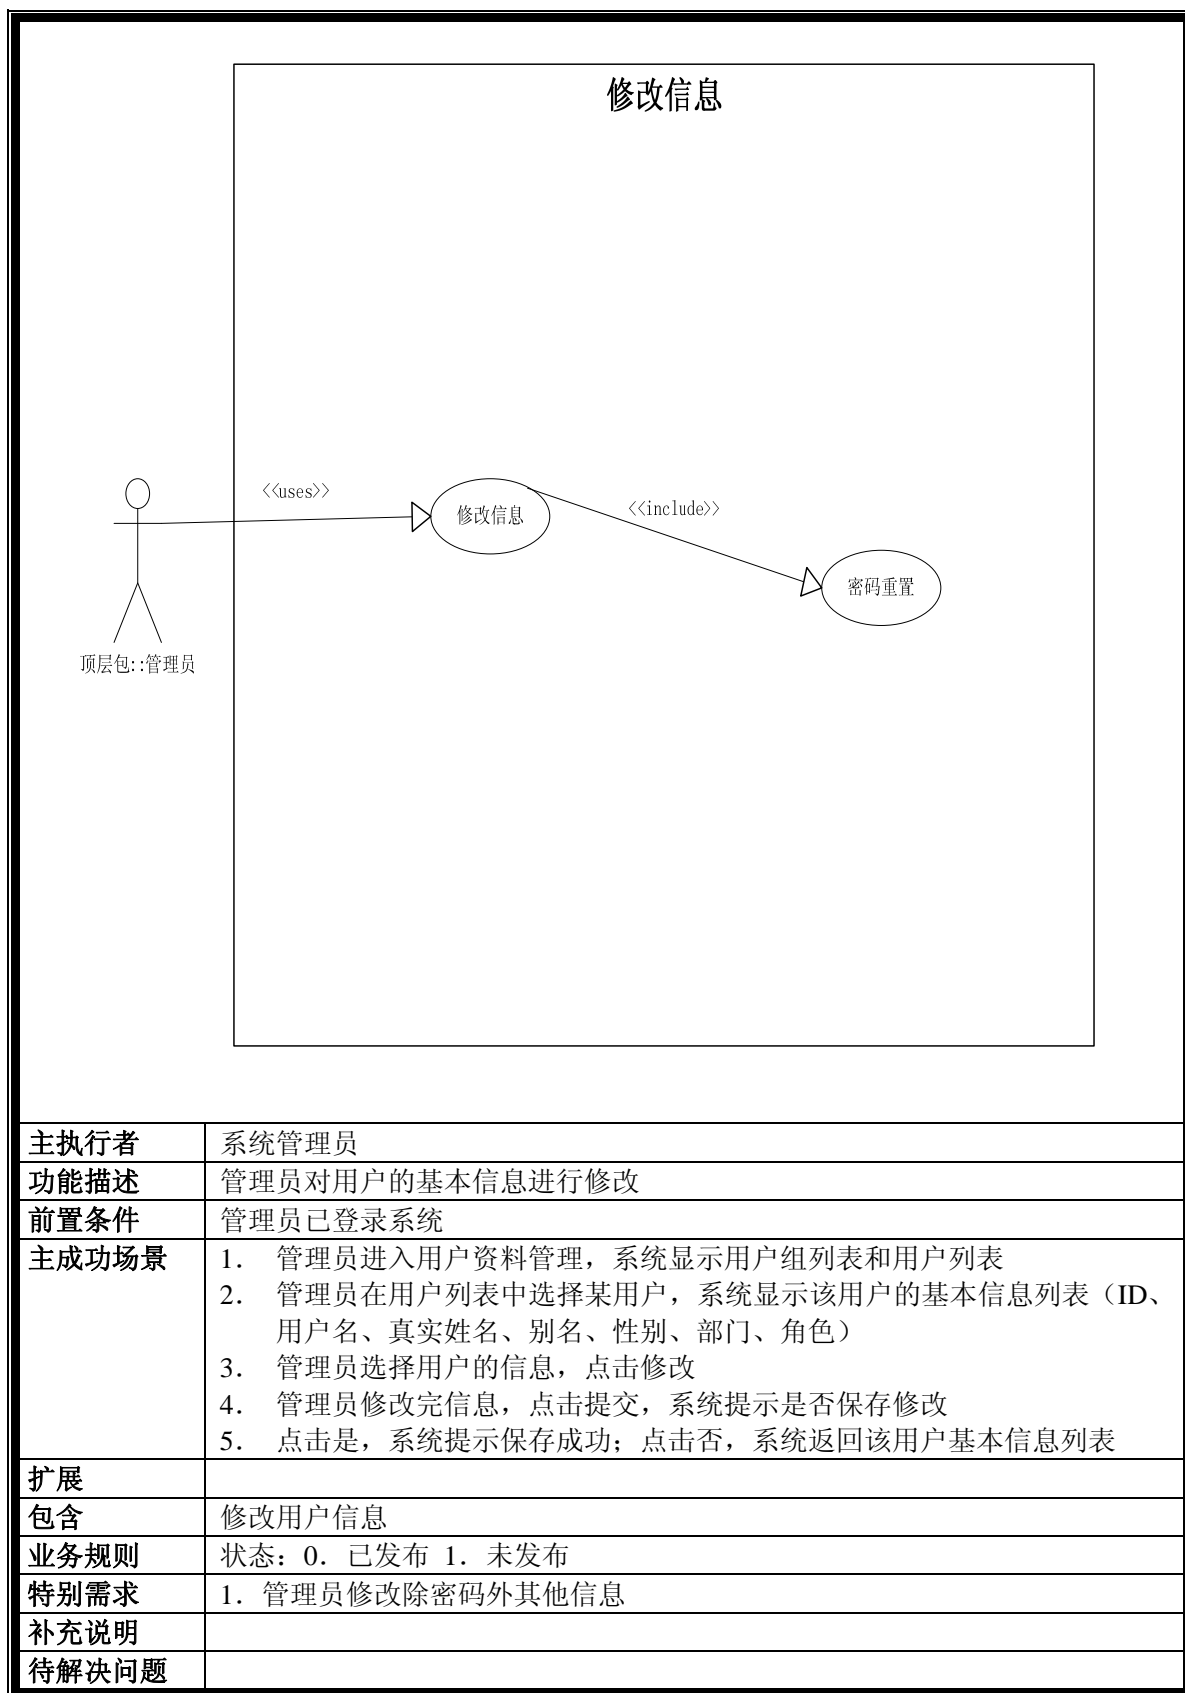 修改信息
<<uses>>
修改信息
<<include>>
密码重置
顶层包::管理员
主执行者 系统管理员
功能描述 管理员对用户的基本信息进行修改
前置条件 管理员已登录系统
主成功场景 1． 管理员进入用户资料管理，系统显示用户组列表和用户列表
2． 管理员在用户列表中选择某用户，系统显示该用户的基本信息列表（ID、
用户名、真实姓名、别名、性别、部门、角色）
3． 管理员选择用户的信息，点击修改
4． 管理员修改完信息，点击提交，系统提示是否保存修改
5． 点击是，系统提示保存成功；点击否，系统返回该用户基本信息列表
扩展
包含 修改用户信息
业务规则 状态：0．已发布 1．未发布
特别需求 1．管理员修改除密码外其他信息
补充说明
待解决问题